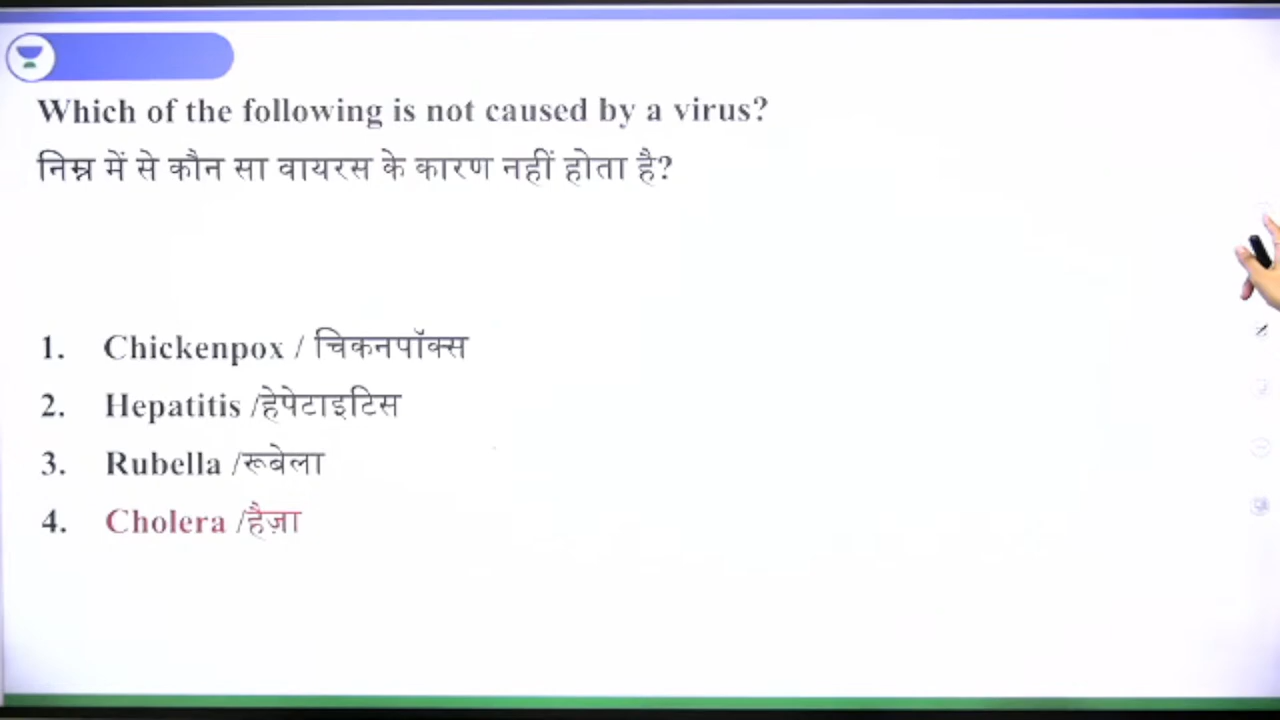 Which of the following is not caused by a virus?
निम्न में से कौन सा वायरस के कारण नहीं होता है?
1. Chickenpox / चिकनपॉक्स
2. Hepatitis /हेपेटाइटिस
3. Rubella /रूबेला
4. Cholera /हैज़ा